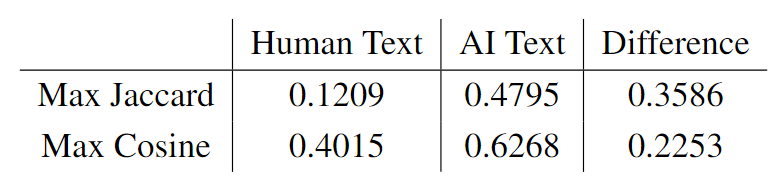 Human Text AI Text Difference
Max Jaccard 0.1209 0.4795 0.3586
Max Cosine 0.4015 0.6268 0.2253